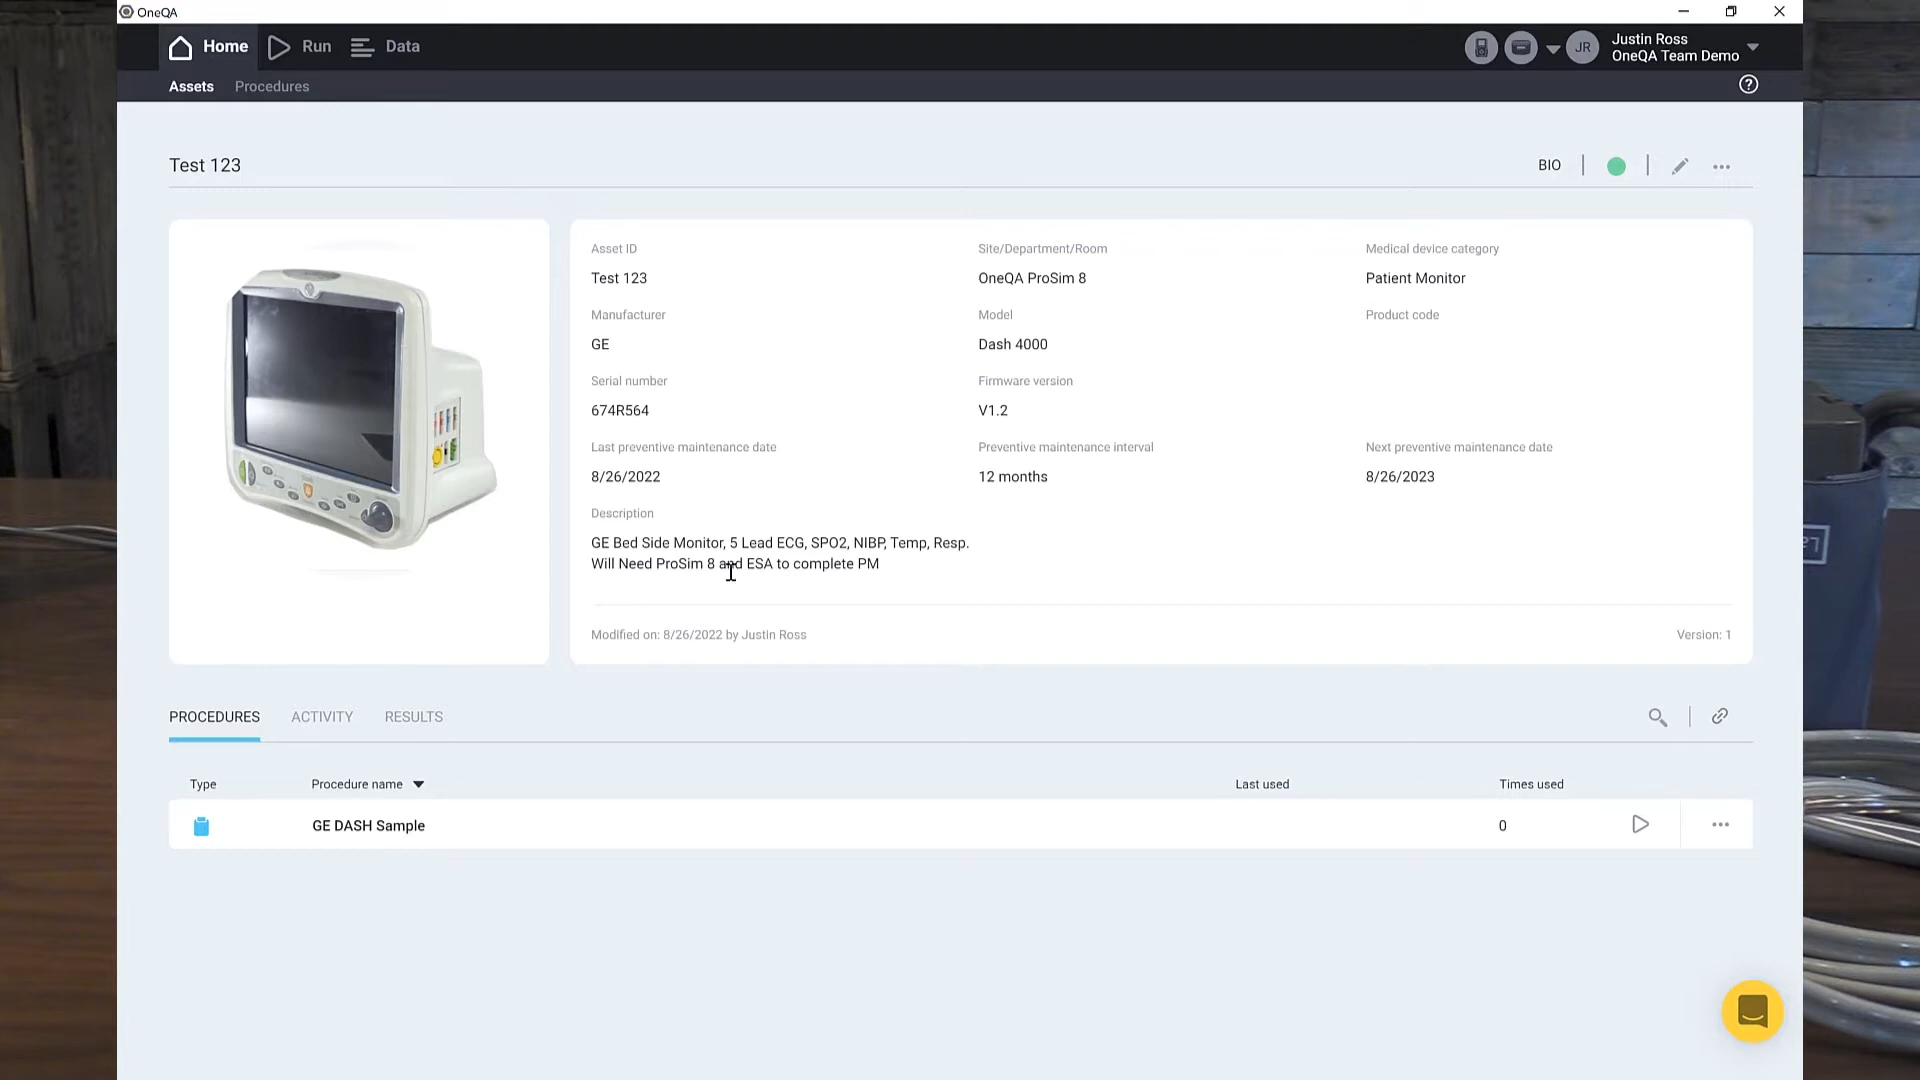 OneQA
Home Run Data
JR
Justin Ross
OneQA Team Demo
Assets Procedures
?
Test 123
BIO
Asset ID
Test 123
Site/Department/Room
OneQA ProSim 8
Medical device category
Patient Monitor
Manufacturer
GE
Model
Dash 4000
Product code
Serial number
674R564
Firmware version
V1.2
Last preventive maintenance date
8/26/2022
Preventive maintenance interval
12 months
Next preventive maintenance date
8/26/2023
Description
GE Bed Side Monitor, 5 Lead ECG, SPO2, NIBP, Temp, Resp.
Will Need ProSim 8 and ESA to complete PM
Modified on: 8/26/2022 by Justin Ross
Version: 1
PROCEDURES ACTIVITY RESULTS
Type Procedure name Last used Times used
GE DASH Sample 0
La